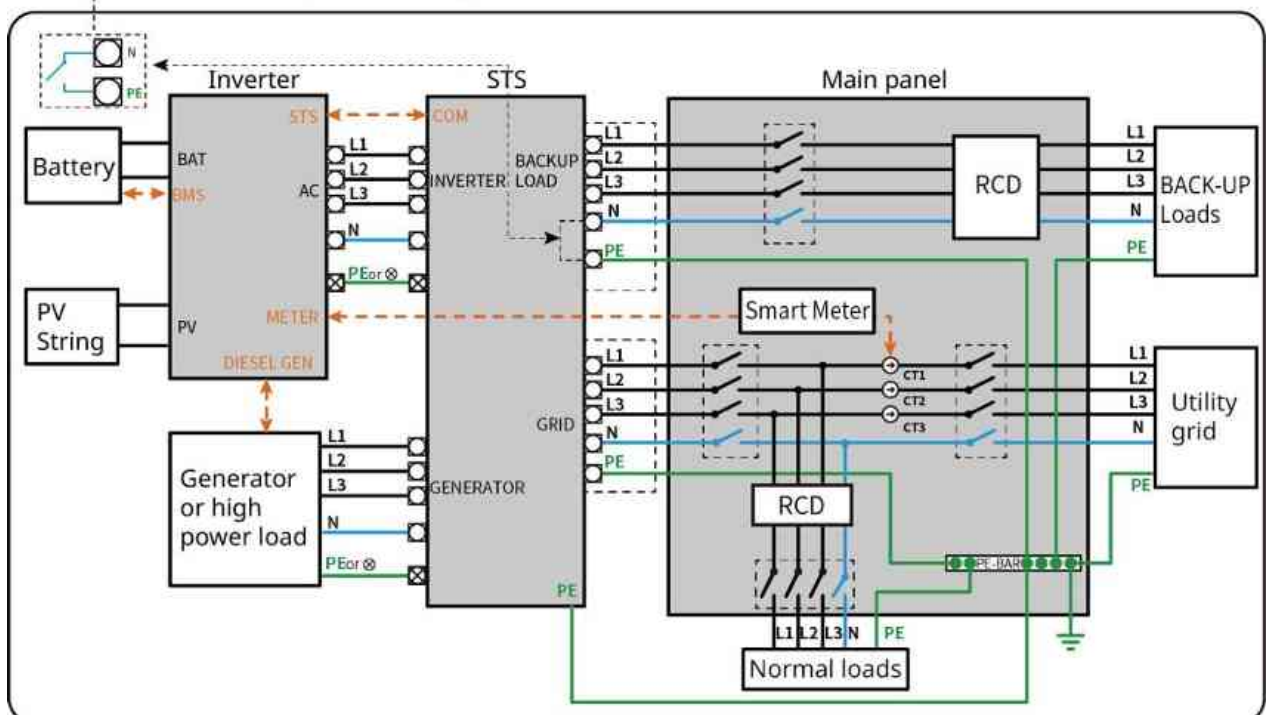 N
PE
Inverter
STS
Main panel
STS
COM
L1
L2
L3
N
PE
BACKUP
LOAD
L1
L2
L3
N
PE
RCD
L1
L2
L3
N
PE
BACK-UP
Loads
Battery
BAT
BMS
AC
INVERTER
PEor⊗
Smart Meter
METER
PV
String
PV
DIESEL GEN
L1
L2
L3
N
PE
GRID
CT1
CT2
CT3
L1
L2
L3
N
PE
Utility
grid
Generator
or high
power load
L1
L2
L3
N
PEor⊗
GENERATOR
RCD
PE-BAR
PE
L1
L2
L3
N
PE
Normal loads